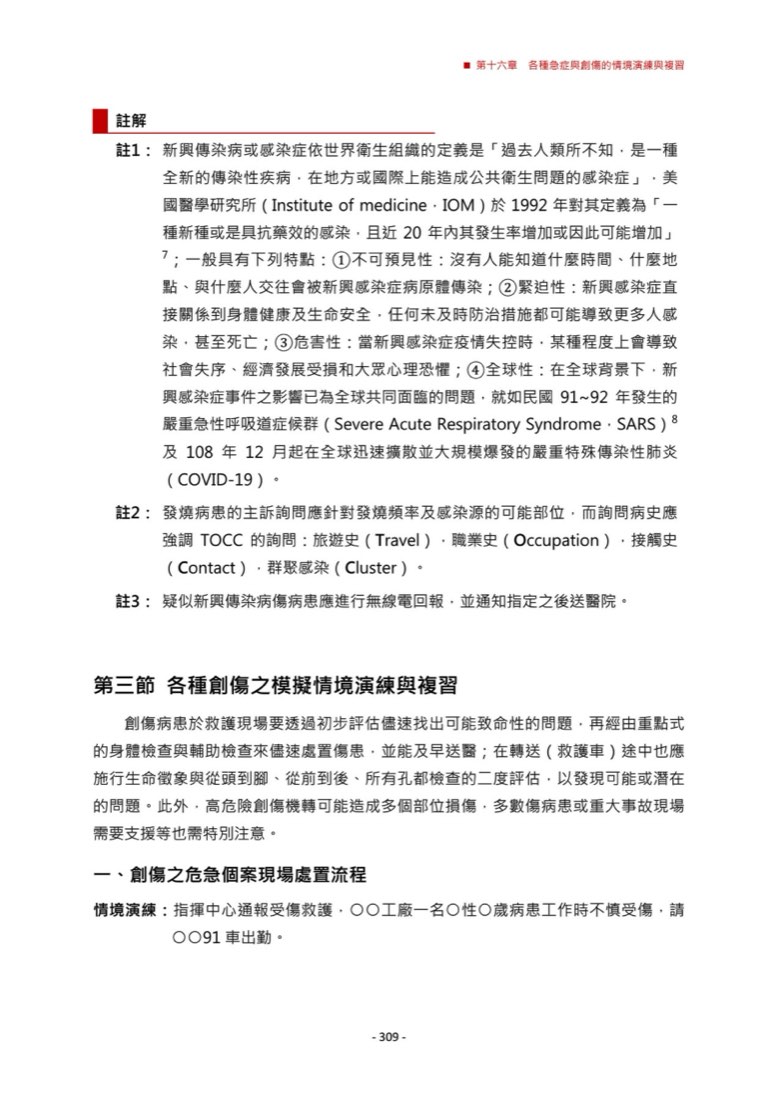 ■ 第十六章 各種急症與創傷的情境演練與複習
註解
註1：新興傳染病或感染症依世界衛生組織的定義是「過去人類所不知，是一種
全新的傳染性疾病，在地方或國際上能造成公共衛生問題的感染症」，美
國醫學研究所（Institute of medicine，IOM）於 1992 年對其定義為「一
種新種或是具抗藥效的感染，且近 20 年內其發生率增加或因此可能增加」
7；一般具有下列特點：①不可預見性：沒有人能知道什麼時間、什麼地
點、與什麼人交往會被新興感染症病原體傳染；②緊迫性：新興感染症直
接關係到身體健康及生命安全，任何未及時防治措施都可能導致更多人感
染，甚至死亡；③危害性：當新興感染症疫情失控時，某種程度上會導致
社會失序、經濟發展受損和大眾心理恐懼；④全球性：在全球背景下，新
興感染症事件之影響已為全球共同面臨的問題，就如民國 91~92 年發生的
嚴重急性呼吸道症候群（Severe Acute Respiratory Syndrome，SARS）8
及 108 年 12 月起在全球迅速擴散並大規模爆發的嚴重特殊傳染性肺炎
（COVID-19）。
註2：發燒病患的主訴詢問應針對發燒頻率及感染源的可能部位，而詢問病史應
強調 TOCC 的詢問：旅遊史（Travel），職業史（Occupation），接觸史
（Contact），群聚感染（Cluster）。
註3：疑似新興傳染病傷病患應進行無線電回報，並通知指定之後送醫院。
第三節 各種創傷之模擬情境演練與複習
創傷病患於救護現場要透過初步評估儘速找出可能致命性的問題，再經由重點式
的身體檢查與輔助檢查來儘速處置傷患，並能及早送醫；在轉送（救護車）途中也應
施行生命徵象與從頭到腳、從前到後、所有孔都檢查的二度評估，以發現可能或潛在
的問題。此外，高危險創傷機轉可能造成多個部位損傷，多數傷病患或重大事故現場
需要支援等也需特別注意。
一、創傷之危急個案現場處置流程
情境演練：指揮中心通報受傷救護，○○工廠一名○性○歲病患工作時不慎受傷，請
○○91 車出勤。
- 309 -